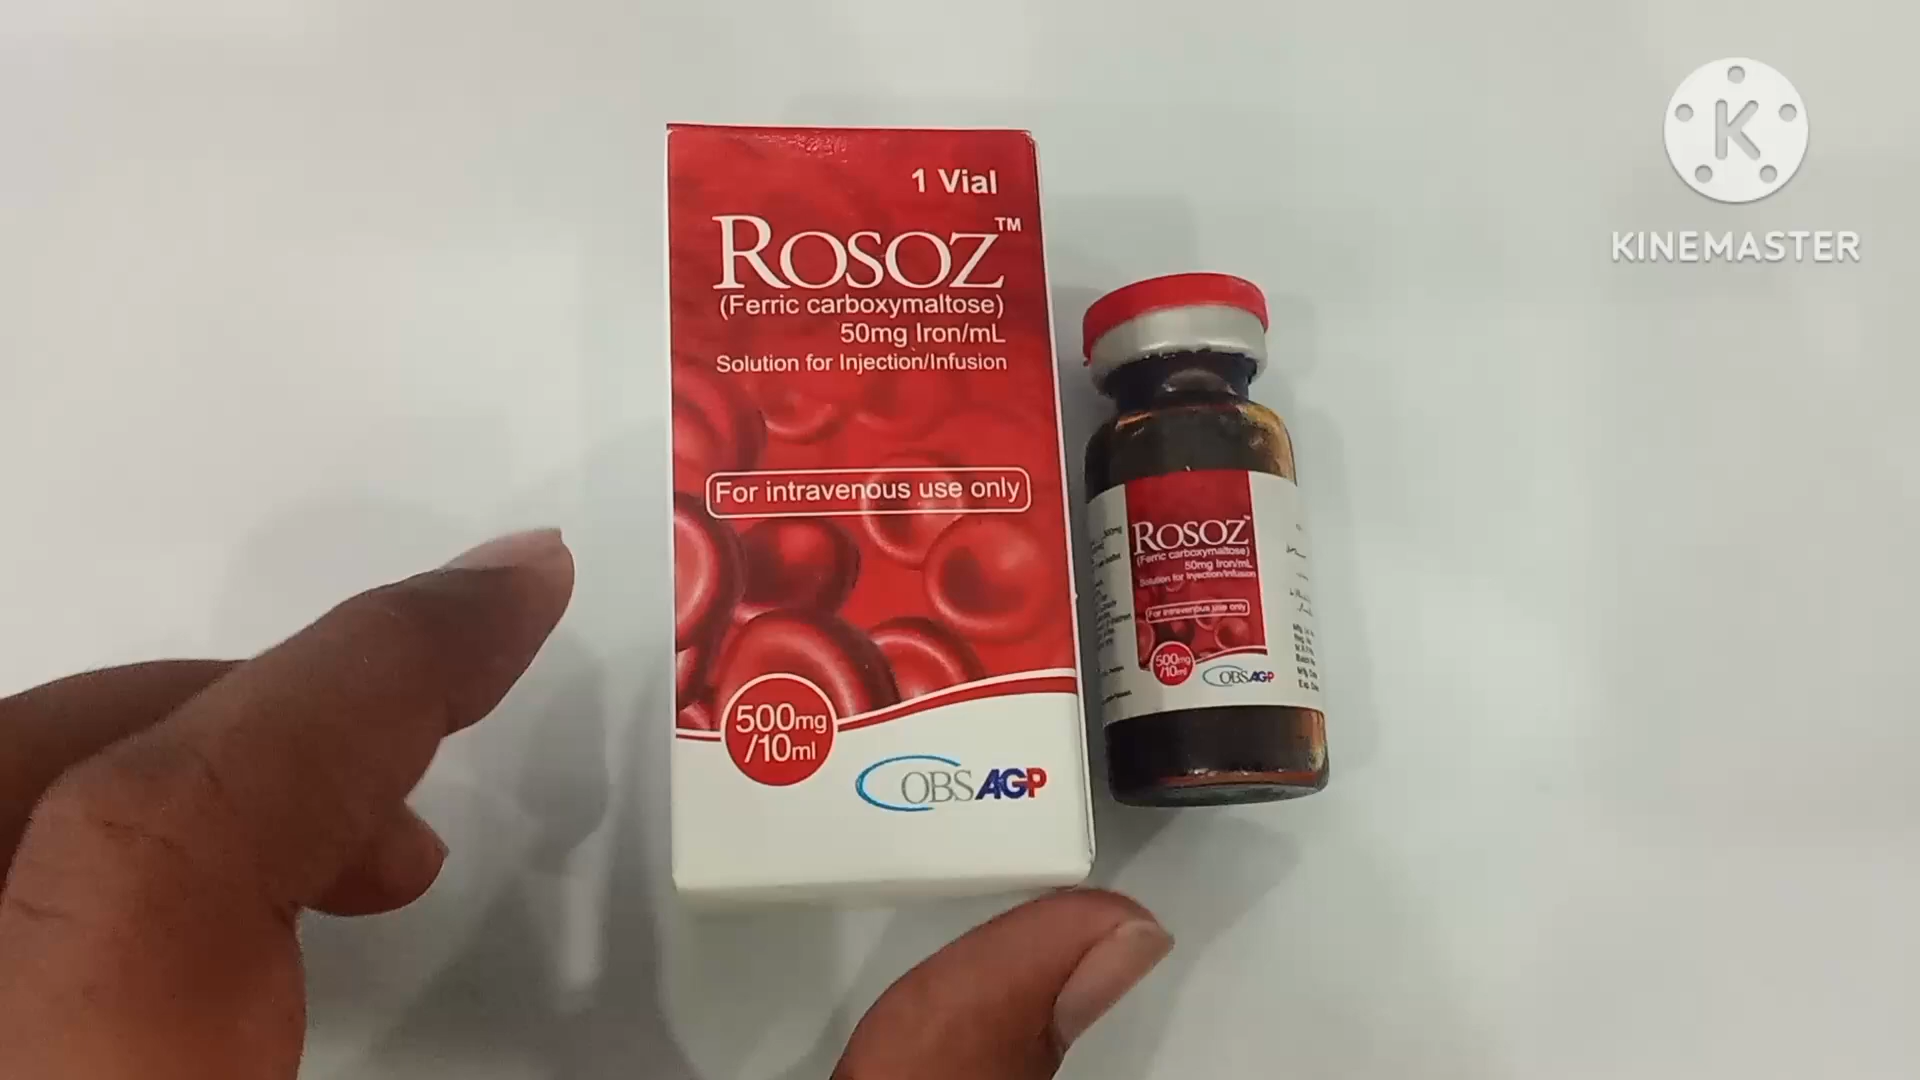 1 Vial
ROSOZ™
(Ferric carboxymaltose)
50mg Iron/mL
Solution for Injection/Infusion
For intravenous use only
500mg
/10ml
OBS AGP
ROSOZ™
(Ferric carboxymaltose)
50mg Iron/mL
Solution for Injection/Infusion
For intravenous use only
500mg
/10ml
OBS AGP
K
KINEMASTER